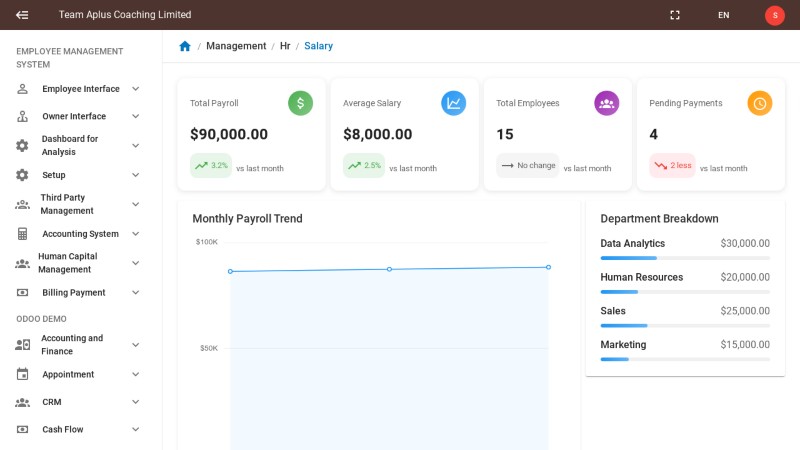 Team Aplus Coaching Limited
EN
S
EMPLOYEE MANAGEMENT
SYSTEM
Employee Interface
Owner Interface
Dashboard for
Analysis
Setup
Third Party
Management
Accounting System
Human Capital
Management
Billing Payment
ODOO DEMO
Accounting and
Finance
Appointment
CRM
Cash Flow
/ Management / Hr / Salary
Total Payroll
$
$90,000.00
3.2% vs last month
Average Salary
$8,000.00
2.5% vs last month
Total Employees
15
No change vs last month
Pending Payments
4
2 less vs last month
Monthly Payroll Trend
$100K
$50K
Department Breakdown
Data Analytics $30,000.00
Human Resources $20,000.00
Sales $25,000.00
Marketing $15,000.00